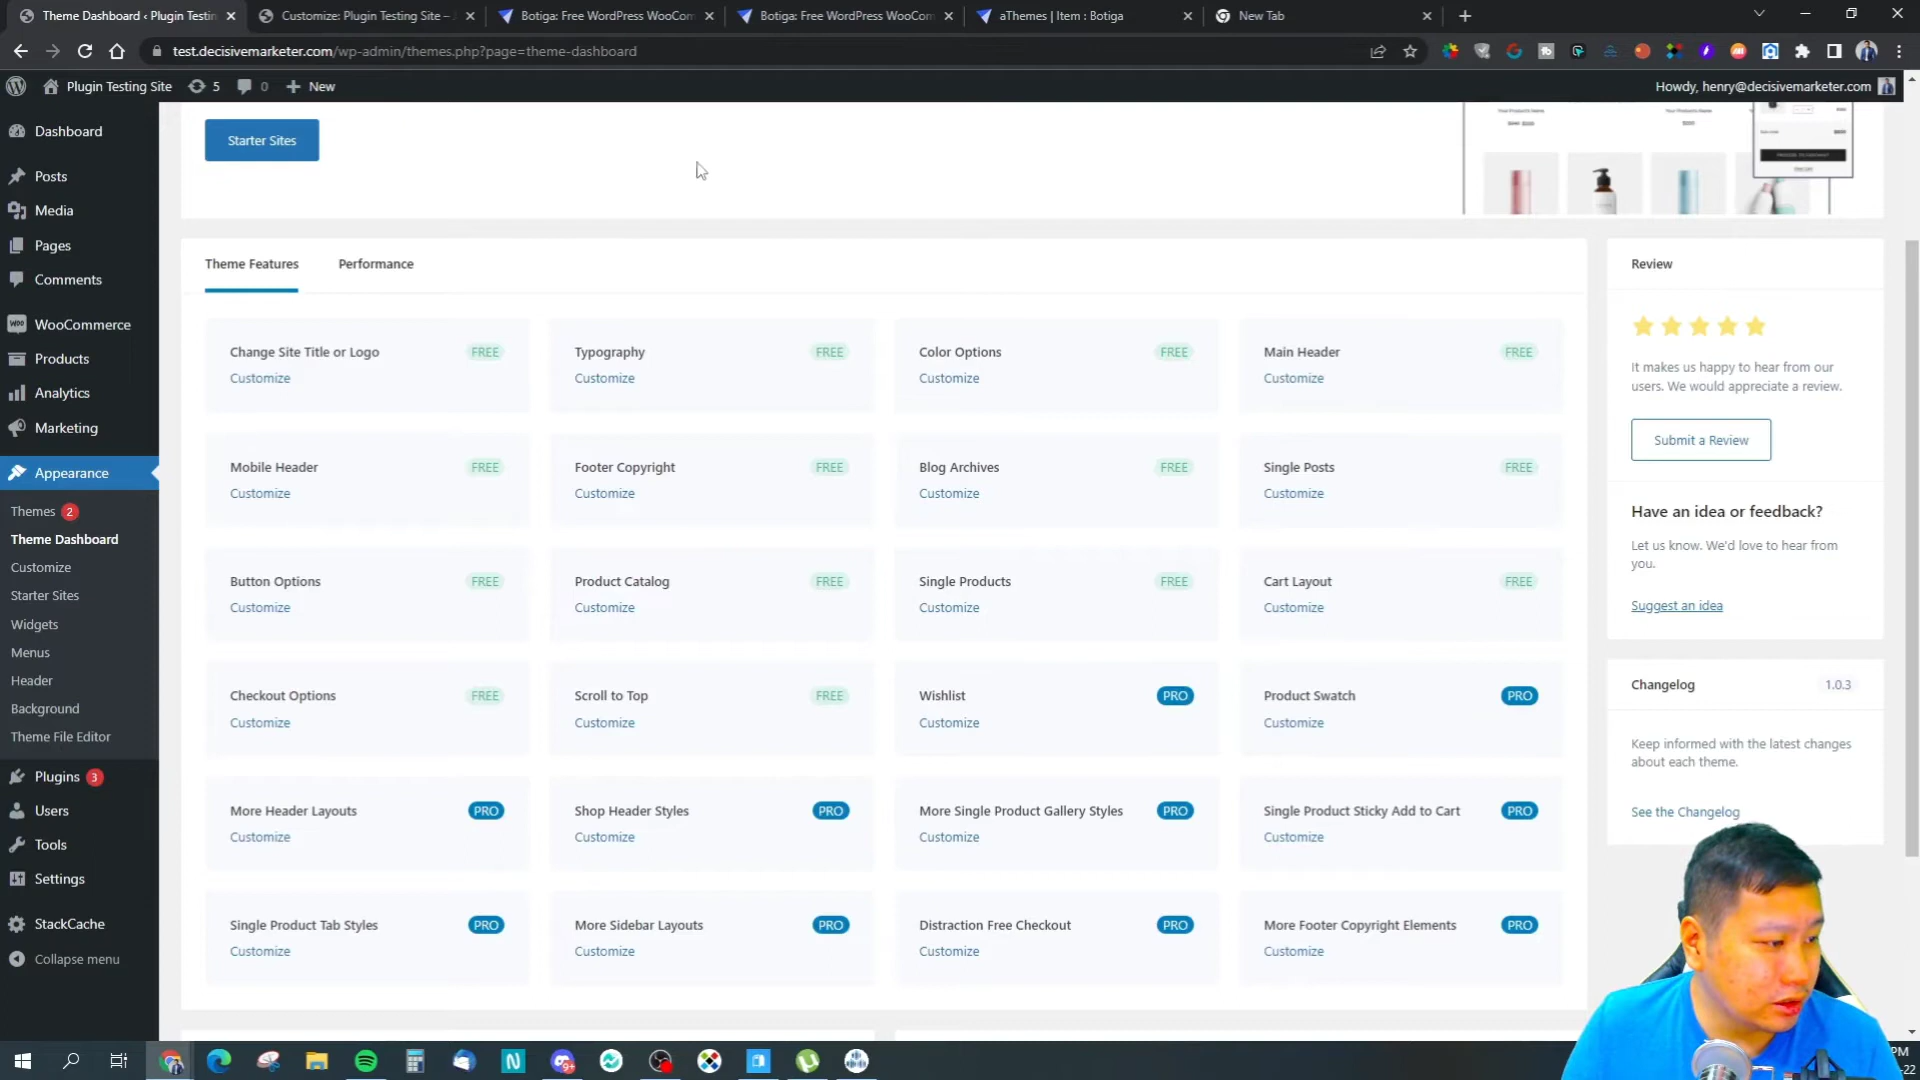 Theme Dashboard ‹ Plugin Testin
Customize: Plugin Testing Site –
Botiga: Free WordPress WooCom
Botiga: Free WordPress WooCom
aThemes | Item : Botiga
New Tab
test.decisivemarketer.com/wp-admin/themes.php?page=theme-dashboard
Plugin Testing Site 5 0 New
Howdy, henry@decisivemarketer.com
Dashboard
Posts
Media
Pages
Comments
WooCommerce
Products
Analytics
Marketing
Appearance
Themes 2
Theme Dashboard
Customize
Starter Sites
Widgets
Menus
Header
Background
Theme File Editor
Plugins 3
Users
Tools
Settings
StackCache
Collapse menu
Starter Sites
Theme Features Performance
Change Site Title or Logo FREE
Customize
Typography FREE
Customize
Color Options FREE
Customize
Main Header FREE
Customize
Mobile Header FREE
Customize
Footer Copyright FREE
Customize
Blog Archives FREE
Customize
Single Posts FREE
Customize
Button Options FREE
Customize
Product Catalog FREE
Customize
Single Products FREE
Customize
Cart Layout FREE
Customize
Checkout Options FREE
Customize
Scroll to Top FREE
Customize
Wishlist PRO
Customize
Product Swatch PRO
Customize
More Header Layouts PRO
Customize
Shop Header Styles PRO
Customize
More Single Product Gallery Styles PRO
Customize
Single Product Sticky Add to Cart PRO
Customize
Single Product Tab Styles PRO
Customize
More Sidebar Layouts PRO
Customize
Distraction Free Checkout PRO
Customize
More Footer Copyright Elements PRO
Customize
Review
It makes us happy to hear from our
users. We would appreciate a review.
Submit a Review
Have an idea or feedback?
Let us know. We'd love to hear from
you.
Suggest an idea
Changelog 1.0.3
Keep informed with the latest changes
about each theme.
See the Changelog
PM
-22